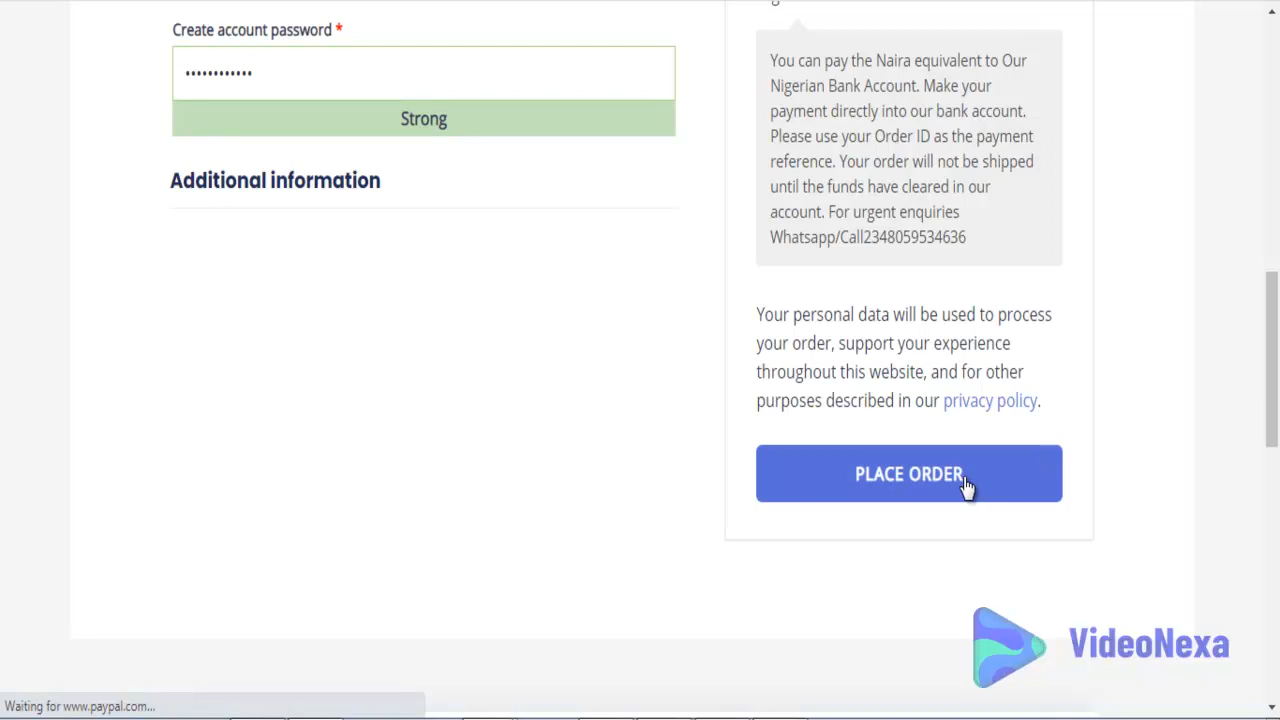 Create account password *
••••••••••••
Strong
Additional information
You can pay the Naira equivalent to Our
Nigerian Bank Account. Make your
payment directly into our bank account.
Please use your Order ID as the payment
reference. Your order will not be shipped
until the funds have cleared in our
account. For urgent enquiries
Whatsapp/Call2348059534636
Your personal data will be used to process
your order, support your experience
throughout this website, and for other
purposes described in our privacy policy.
PLACE ORDER
VideoNexa
Waiting for www.paypal.com...